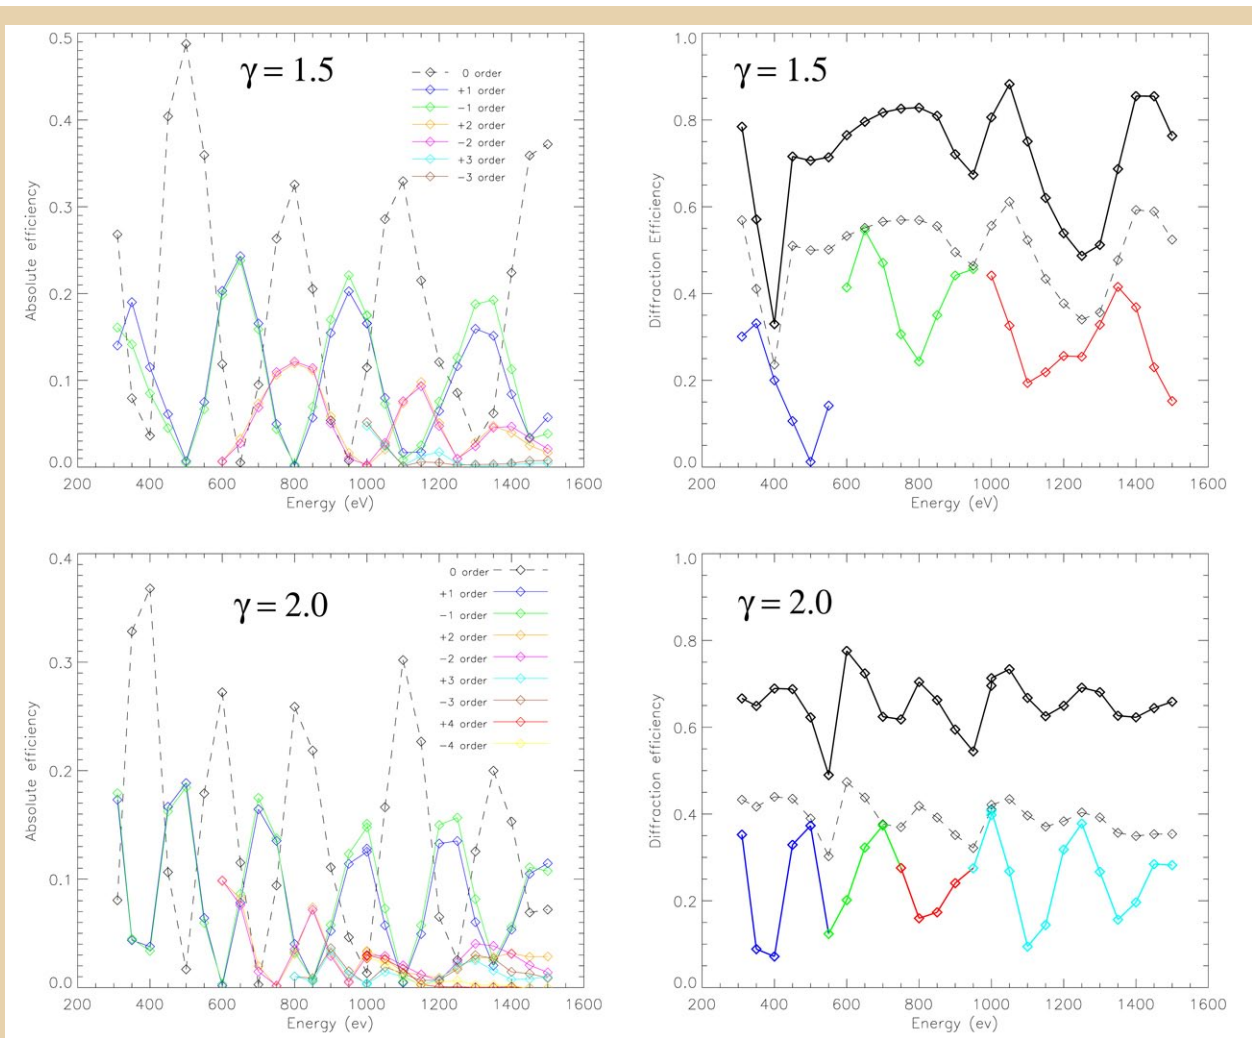 γ = 1.5
0 order
+1 order
−1 order
+2 order
−2 order
+3 order
−3 order
0.5
0.4
0.3
0.2
0.1
0.0
Absolute efficiency
200 400 600 800 1000 1200 1400 1600
Energy (eV)
γ = 1.5
1.0
0.8
0.6
0.4
0.2
0.0
Diffraction Efficiency
200 400 600 800 1000 1200 1400 1600
Energy (eV)
γ = 2.0
0 order
+1 order
−1 order
+2 order
−2 order
+3 order
−3 order
+4 order
−4 order
0.4
0.3
0.2
0.1
0.0
Absolute efficiency
200 400 600 800 1000 1200 1400 1600
Energy (ev)
γ = 2.0
1.0
0.8
0.6
0.4
0.2
0.0
Diffraction efficiency
200 400 600 800 1000 1200 1400 1600
Energy (eV)